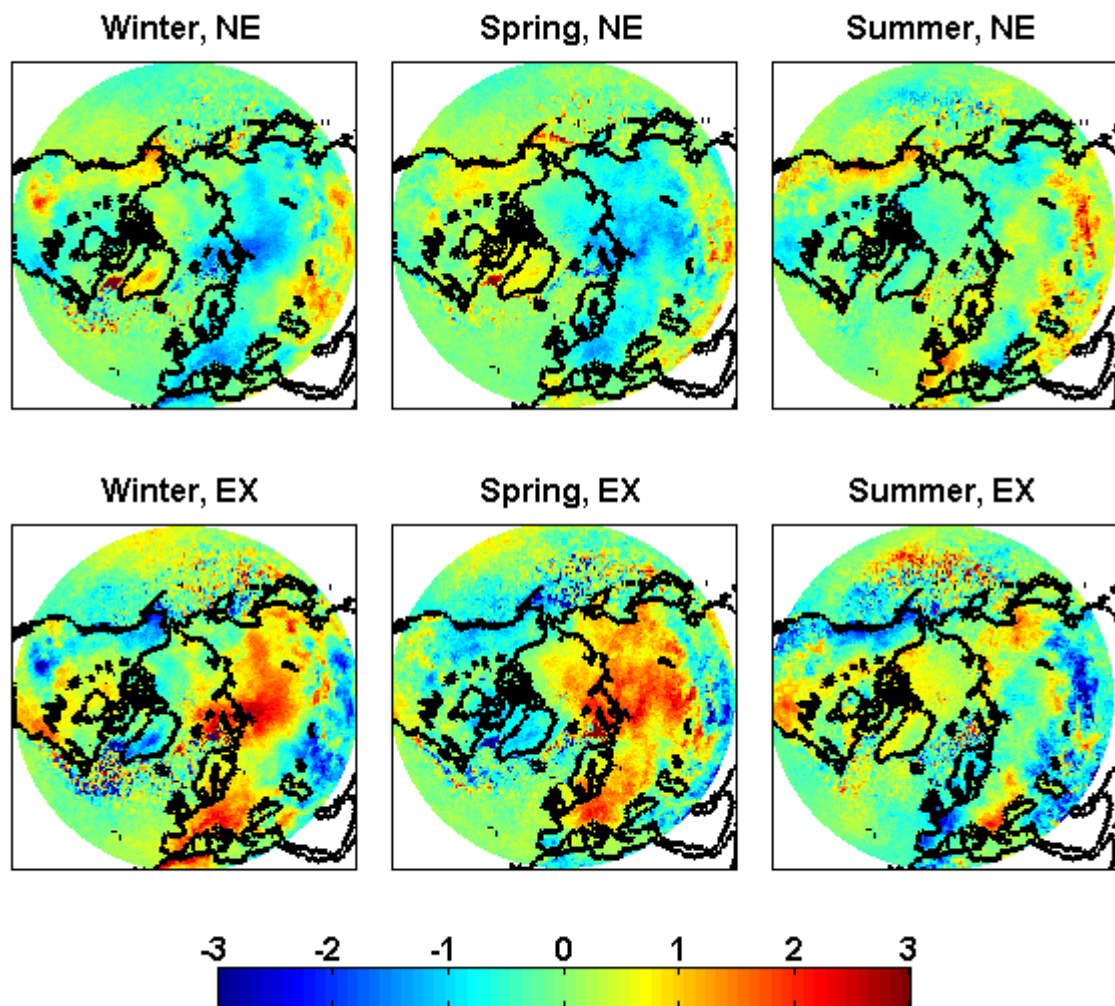 Winter, NE Spring, NE Summer, NE
Winter, EX Spring, EX Summer, EX
-3 -2 -1 0 1 2 3